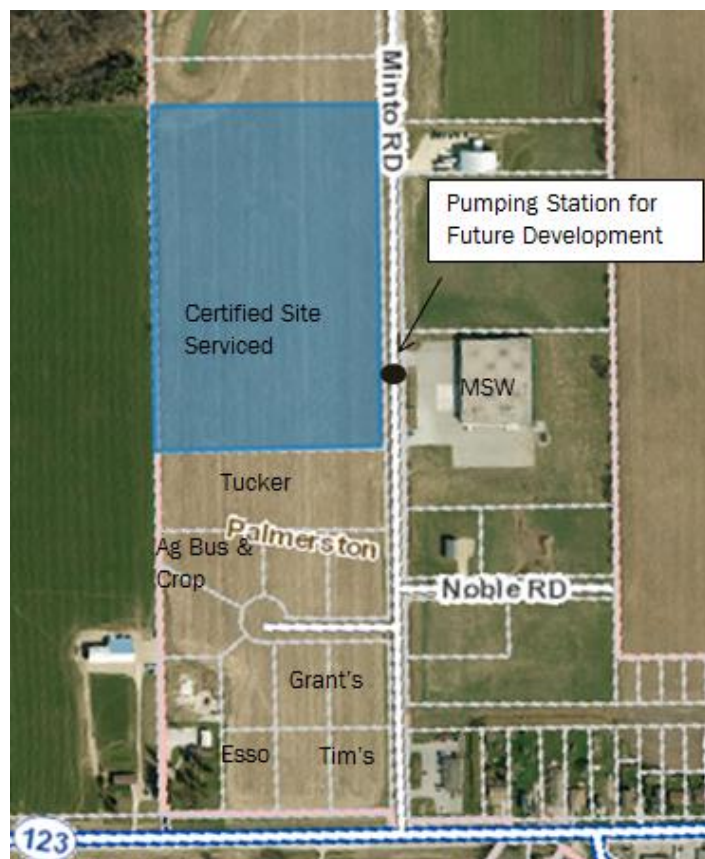 Minto RD
Pumping Station for
Future Development
Certified Site
Serviced
MSW
Tucker
Palmerston
Ag Bus &
Crop
Noble RD
Grant's
Esso
Tim's
123